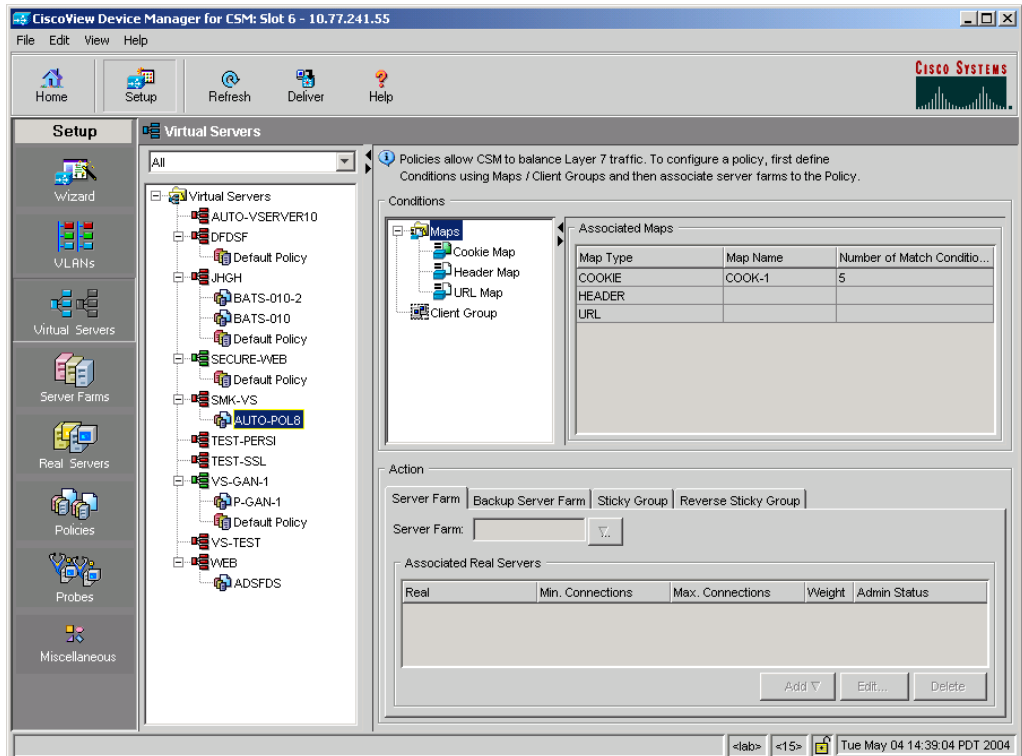 CiscoView Device Manager for CSM: Slot 6 - 10.77.241.55
File Edit View Help
Home
Setup
Refresh
Deliver
Help
CISCO SYSTEMS
Setup
Wizard
VLANs
Virtual Servers
Server Farms
Real Servers
Policies
Probes
Miscellaneous
Virtual Servers
All
Virtual Servers
AUTO-VSERVER10
DFDSF
Default Policy
JHGH
BATS-010-2
BATS-010
Default Policy
SECURE-WEB
Default Policy
SMK-VS
AUTO-POL8
TEST-PERSI
TEST-SSL
VS-GAN-1
P-GAN-1
Default Policy
VS-TEST
WEB
ADSFDS
Policies allow CSM to balance Layer 7 traffic. To configure a policy, first define
Conditions using Maps / Client Groups and then associate server farms to the Policy.
Conditions
Maps
Cookie Map
Header Map
URL Map
Client Group
Associated Maps
Map Type Map Name Number of Match Conditio...
COOKIE COOK-1 5
HEADER
URL
Action
Server Farm Backup Server Farm Sticky Group Reverse Sticky Group
Server Farm:
Associated Real Servers
Real Min. Connections Max. Connections Weight Admin Status
Add Edit... Delete
<lab> <15> Tue May 04 14:39:04 PDT 2004